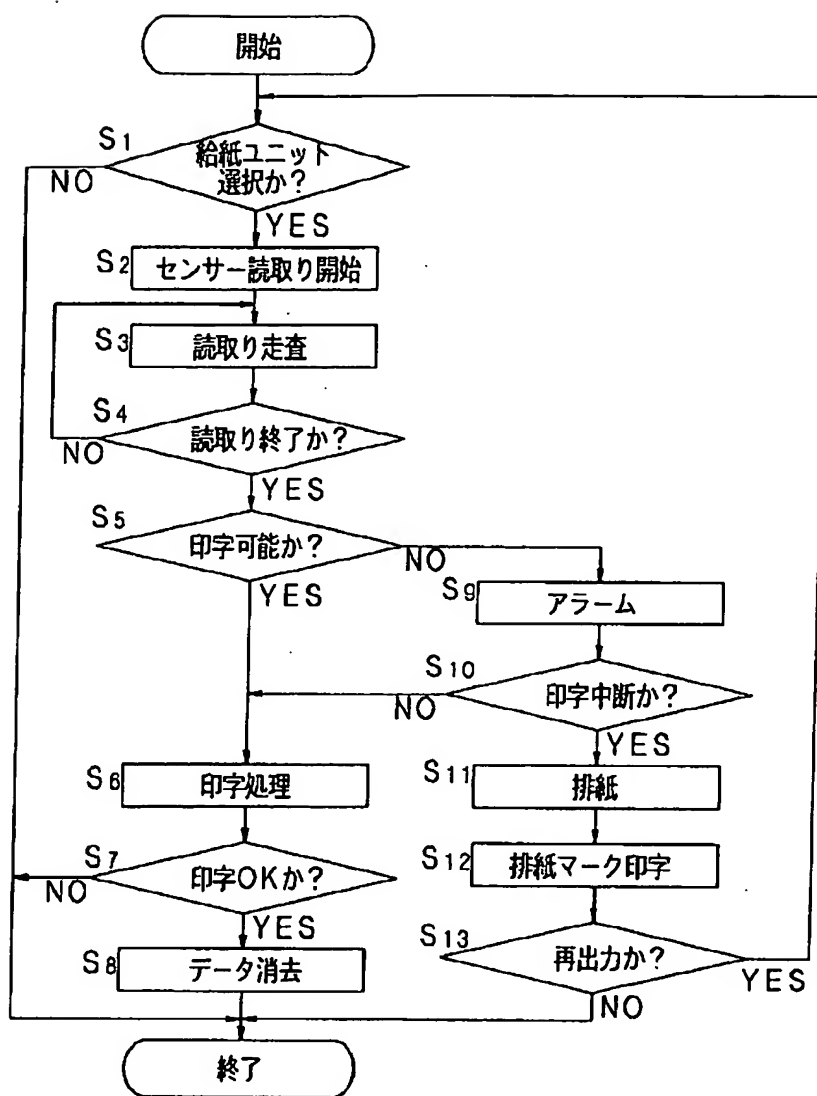 開始
S1
給紙ユニット
選択か?
NO
YES
S2
センサー読取り開始
S3
読取り走査
S4
読取り終了か?
NO
YES
S5
印字可能か?
NO
YES
S9
アラーム
S10
印字中断か?
NO
YES
S6
印字処理
S11
排紙
S7
印字OKか?
NO
YES
S12
排紙マーク印字
S8
データ消去
S13
再出力か?
YES
NO
終了